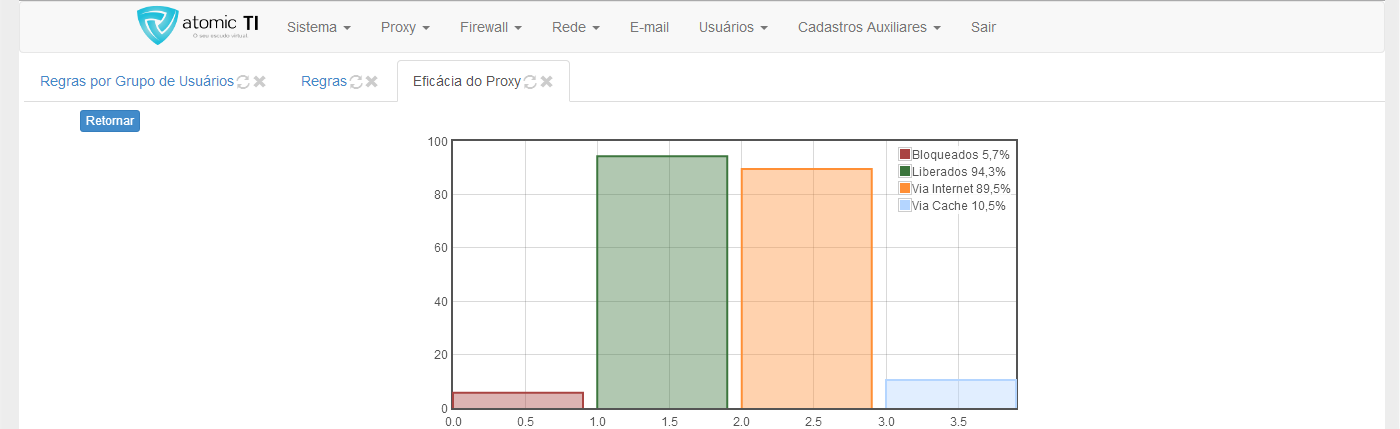 atomic TI
O seu escudo virtual
Sistema Proxy Firewall Rede E-mail Usuários Cadastros Auxiliares Sair
Regras por Grupo de Usuários Regras Eficácia do Proxy
Retornar
100
80
60
40
20
0
Bloqueados 5,7%
Liberados 94,3%
Via Internet 89,5%
Via Cache 10,5%
0.0 0.5 1.0 1.5 2.0 2.5 3.0 3.5